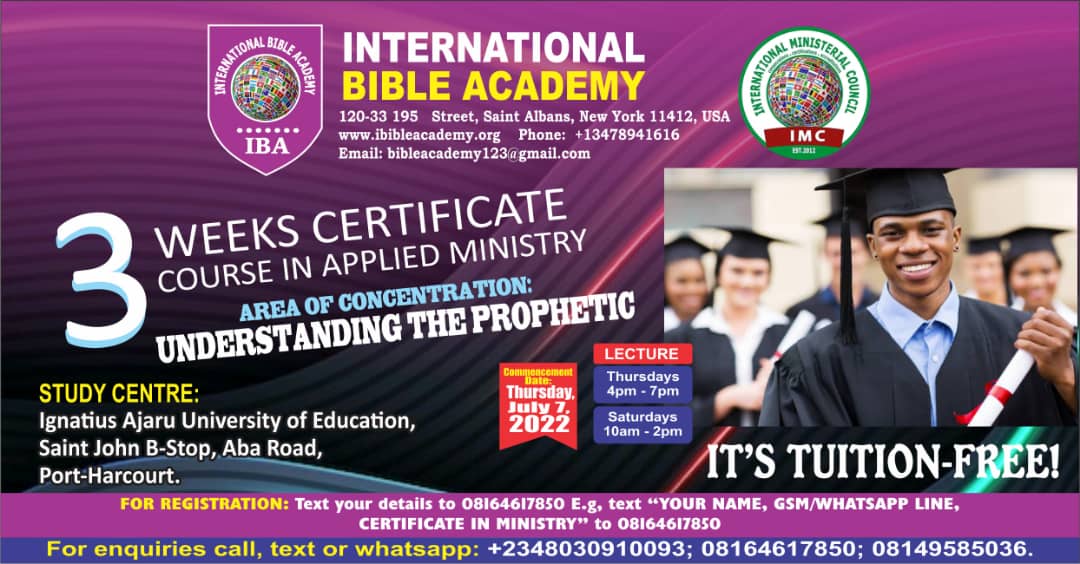 INTERNATIONAL BIBLE ACADEMY
IBA
INTERNATIONAL
BIBLE ACADEMY
120-33 195 Street, Saint Albans, New York 11412, USA
www.ibibleacademy.org Phone: +13478941616
Email: bibleacademy123@gmail.com
INTERNATIONAL MINISTERIAL COUNCIL
IMC
EST.2012
3 WEEKS CERTIFICATE
COURSE IN APPLIED MINISTRY
AREA OF CONCENTRATION:
UNDERSTANDING THE PROPHETIC
STUDY CENTRE:
Ignatius Ajaru University of Education,
Saint John B-Stop, Aba Road,
Port-Harcourt.
Commencement
Date:
Thursday,
July 7,
2022
LECTURE
Thursdays
4pm - 7pm
Saturdays
10am - 2pm
IT'S TUITION-FREE!
FOR REGISTRATION: Text your details to 08164617850 E.g, text “YOUR NAME, GSM/WHATSAPP LINE,
CERTIFICATE IN MINISTRY” to 08164617850
For enquiries call, text or whatsapp: +2348030910093; 08164617850; 08149585036.